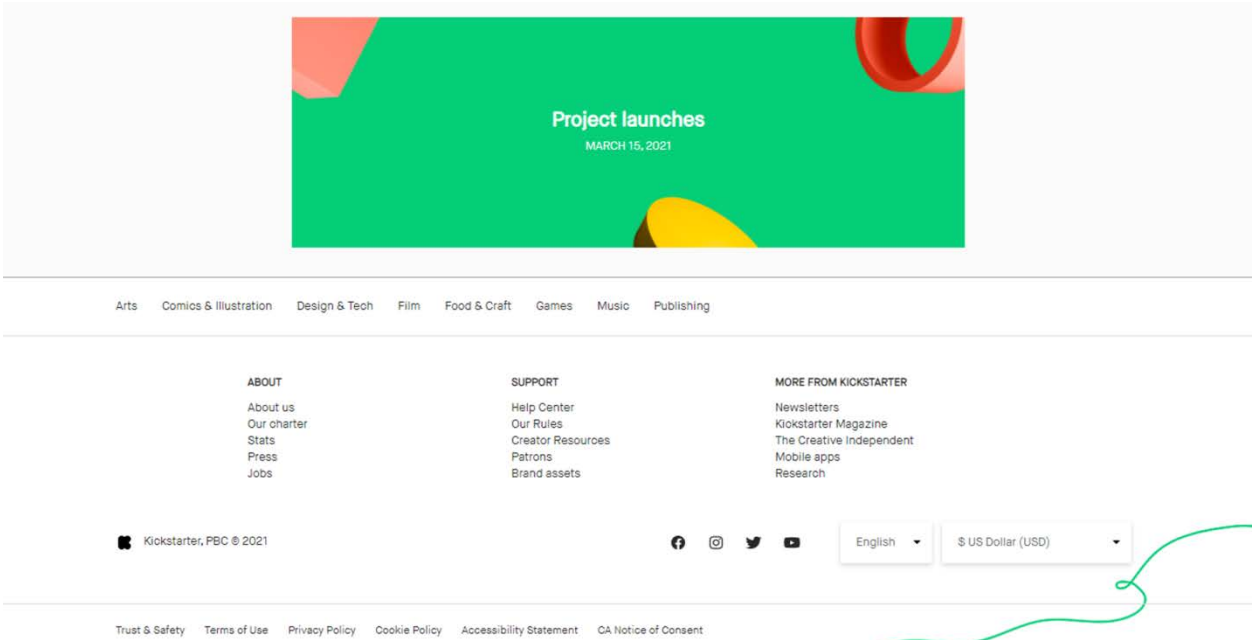 Project launches
MARCH 15, 2021
Arts Comics & Illustration Design & Tech Film Food & Craft Games Music Publishing
ABOUT
About us
Our charter
Stats
Press
Jobs
SUPPORT
Help Center
Our Rules
Creator Resources
Patrons
Brand assets
MORE FROM KICKSTARTER
Newsletters
Kickstarter Magazine
The Creative Independent
Mobile apps
Research
Kickstarter, PBC © 2021
English
$ US Dollar (USD)
Trust & Safety Terms of Use Privacy Policy Cookie Policy Accessibility Statement CA Notice of Consent